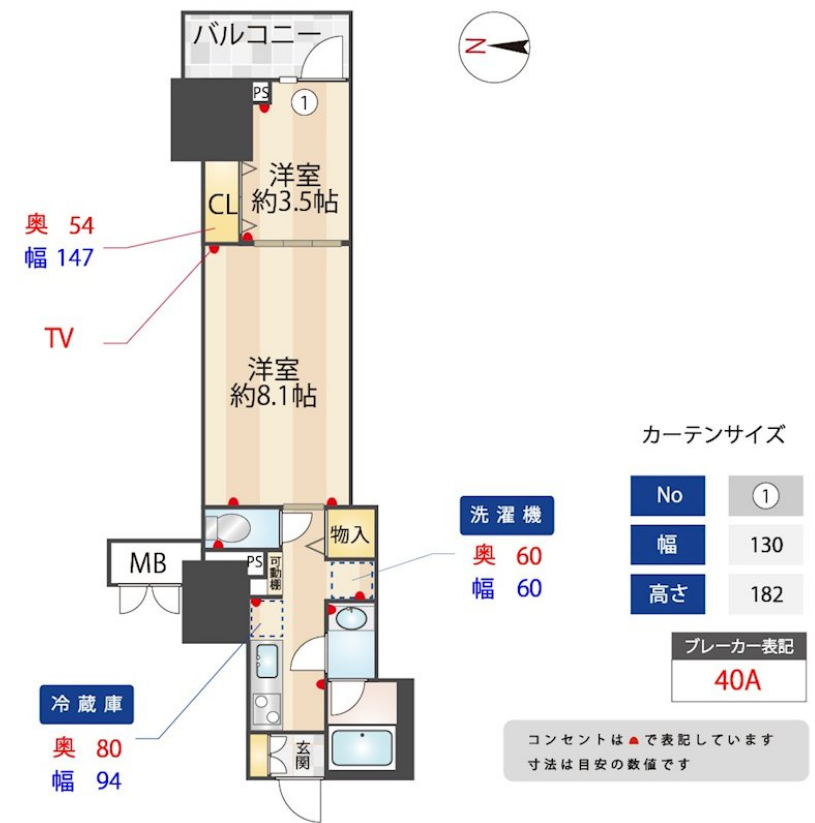 バルコニー
N
PS
①
洋室
約3.5帖
CL
奥 54
幅 147
TV
洋室
約8.1帖
カーテンサイズ
No ①
幅 130
高さ 182
ブレーカー表記
40A
物入
洗濯機
奥 60
幅 60
MB
PS
可動棚
冷蔵庫
奥 80
幅 94
玄関
コンセントは で表記しています
寸法は目安の数値です